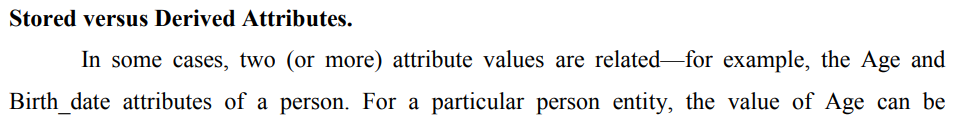 Stored versus Derived Attributes.
In some cases, two (or more) attribute values are related—for example, the Age and
Birth_date attributes of a person. For a particular person entity, the value of Age can be